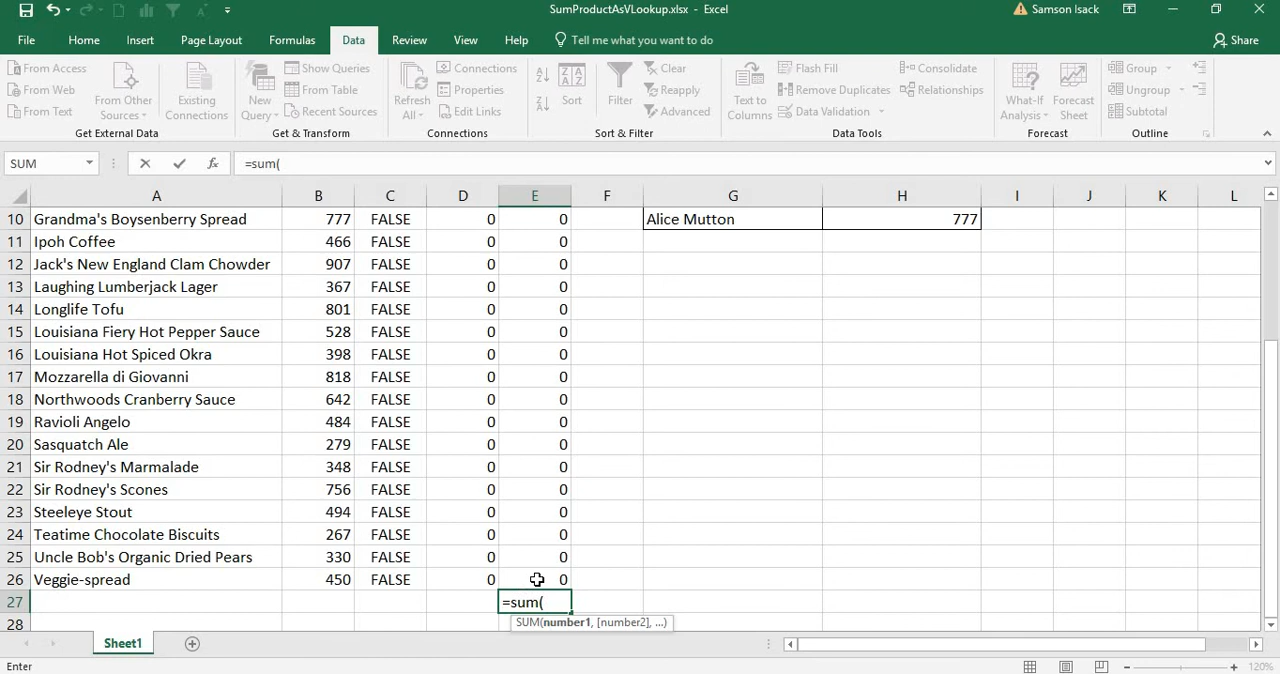 SumProductAsVLookup.xlsx - Excel
Samson Isack
File Home Insert Page Layout Formulas Data Review View Help Tell me what you want to do Share
From Access
From Web
From Text
From Other Sources
Existing Connections
Get External Data
New Query
Show Queries
From Table
Recent Sources
Get & Transform
Refresh All
Connections
Properties
Edit Links
Connections
Sort
Filter
Clear
Reapply
Advanced
Sort & Filter
Text to Columns
Flash Fill
Remove Duplicates
Data Validation
Consolidate
Relationships
Data Tools
What-If Analysis
Forecast Sheet
Forecast
Group
Ungroup
Subtotal
Outline
SUM fx =sum(
A B C D E F G H I J K L
10 Grandma's Boysenberry Spread 777 FALSE 0 0 Alice Mutton 777
11 Ipoh Coffee 466 FALSE 0 0
12 Jack's New England Clam Chowder 907 FALSE 0 0
13 Laughing Lumberjack Lager 367 FALSE 0 0
14 Longlife Tofu 801 FALSE 0 0
15 Louisiana Fiery Hot Pepper Sauce 528 FALSE 0 0
16 Louisiana Hot Spiced Okra 398 FALSE 0 0
17 Mozzarella di Giovanni 818 FALSE 0 0
18 Northwoods Cranberry Sauce 642 FALSE 0 0
19 Ravioli Angelo 484 FALSE 0 0
20 Sasquatch Ale 279 FALSE 0 0
21 Sir Rodney's Marmalade 348 FALSE 0 0
22 Sir Rodney's Scones 756 FALSE 0 0
23 Steeleye Stout 494 FALSE 0 0
24 Teatime Chocolate Biscuits 267 FALSE 0 0
25 Uncle Bob's Organic Dried Pears 330 FALSE 0 0
26 Veggie-spread 450 FALSE 0 0
27 =sum(
28 SUM(number1, [number2], ...)
Sheet1
Enter 120%